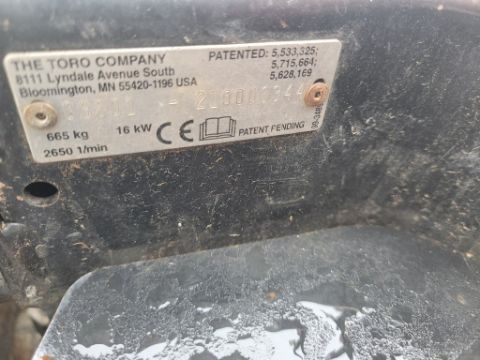 THE TORO COMPANY
8111 Lyndale Avenue South
Bloomington, MN 55420-1196 USA
PATENTED: 5,533,325;
5,715,664;
5,628,169
665 kg 16 kW CE PATENT PENDING
2650 1/min